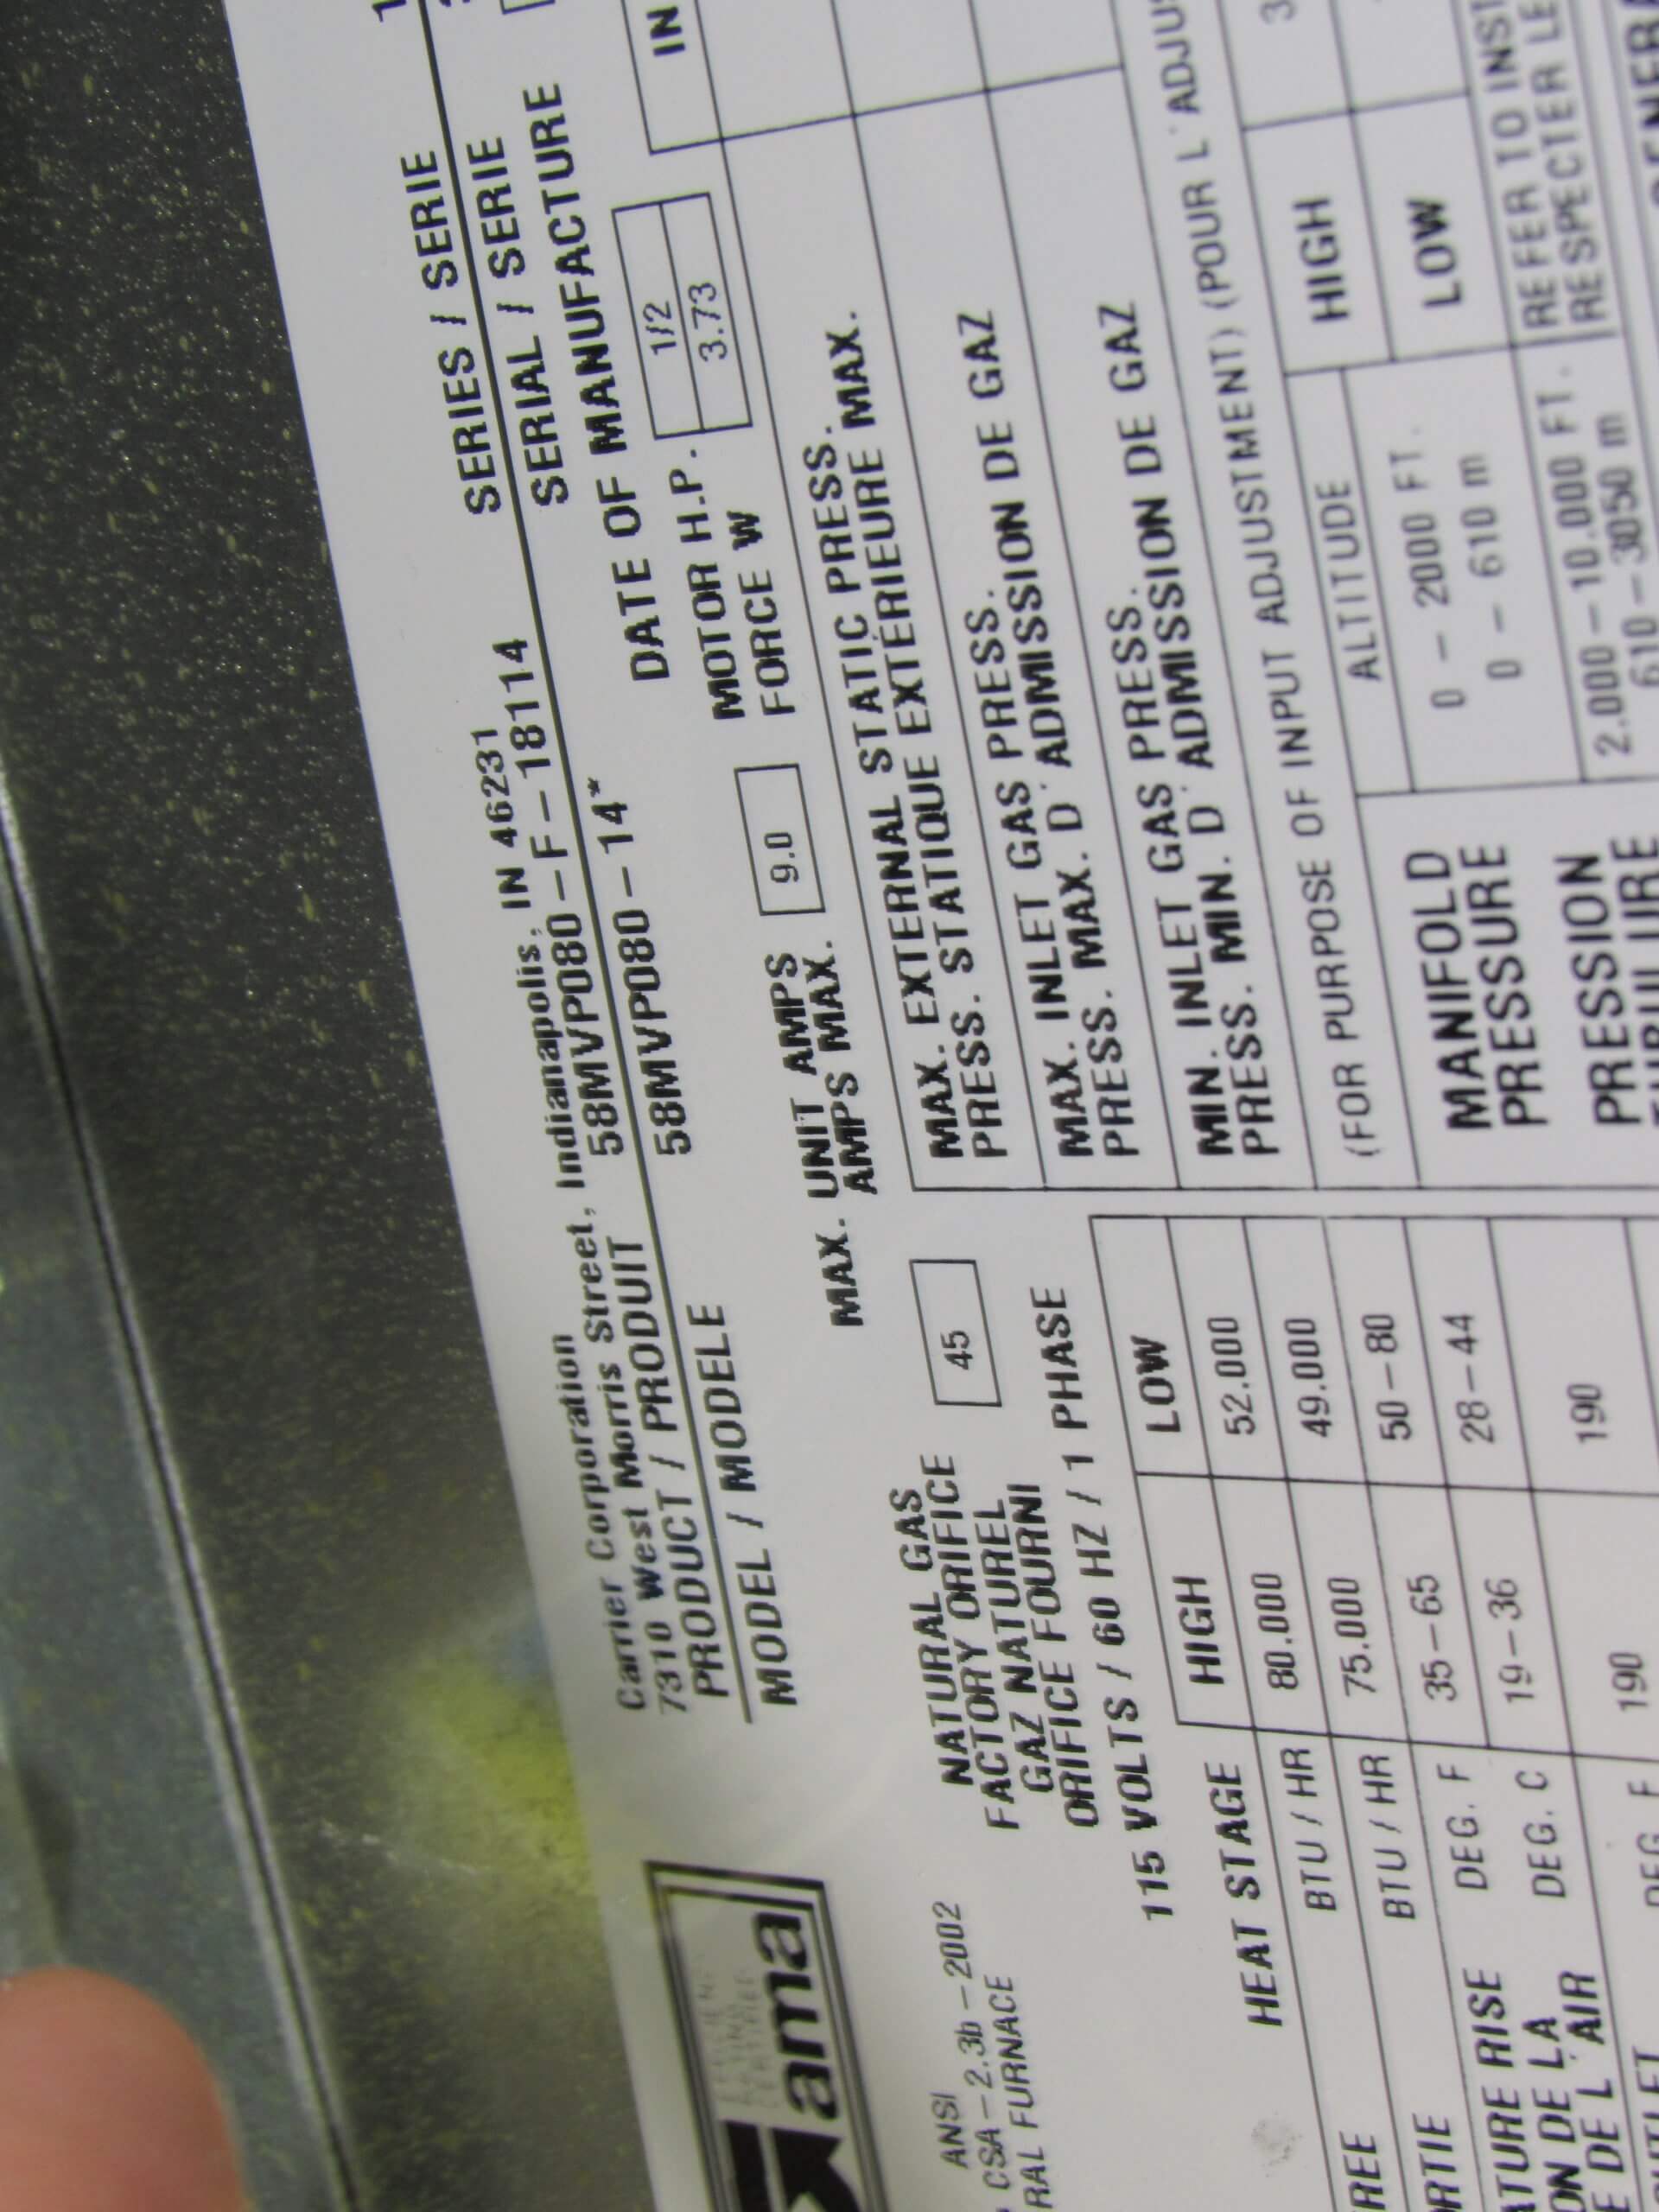 Carrier Corporation
7310 West Morris Street, Indianapolis, IN 46231
PRODUCT / PRODUIT 58MVP080-F-18114 SERIES / SERIE
MODEL / MODELE 58MVP080-14* SERIAL / SERIE
DATE OF MANUFACTURE
ama
MAX. UNIT AMPS
AMPS MAX.
9.0
MOTOR H.P. 1/2
FORCE W 3.73
IN
ANSI
CSA-2.3b-2002
RAL FURNACE
NATURAL GAS
FACTORY ORIFICE
GAZ NATUREL
ORIFICE FOURNI
45
115 VOLTS / 60 HZ / 1 PHASE
HEAT STAGE HIGH LOW
BTU / HR 80.000 52.000
REE
BTU / HR 75.000 49.000
RTIE
DEG. F 35-65 50-80
ATURE RISE
DEG. C 19-36 28-44
ON DE LA
DE L'AIR
DEG. F 190 190
MAX. EXTERNAL STATIC PRESS.
PRESS. STATIQUE EXTÉRIEURE MAX.
MAX. INLET GAS PRESS.
PRESS. MAX. D'ADMISSION DE GAZ
MIN. INLET GAS PRESS.
PRESS. MIN. D'ADMISSION DE GAZ
(FOR PURPOSE OF INPUT ADJUSTMENT) (POUR L'ADJU
MANIFOLD
PRESSURE
PRESSION
ALTITUDE
0 - 2000 FT.
0 - 610 m
HIGH 3
LOW
2.000-10.000 FT. REFER TO INST
610-3050 m RESPECTER LE